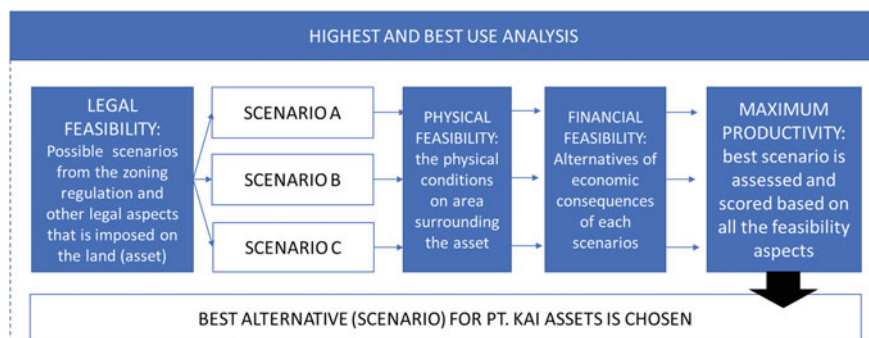 HIGHEST AND BEST USE ANALYSIS
LEGAL
FEASIBILITY:
Possible scenarios
from the zoning
regulation and
other legal aspects
that is imposed on
the land (asset)
SCENARIO A
SCENARIO B
SCENARIO C
PHYSICAL
FEASIBILITY:
the physical
conditions
on area
surrounding
the asset
FINANCIAL
FEASIBILITY:
Alternatives of
economic
consequences
of each
scenarios
MAXIMUM
PRODUCTIVITY:
best scenario is
assessed and
scored based on
all the feasibility
aspects
BEST ALTERNATIVE (SCENARIO) FOR PT. KAI ASSETS IS CHOSEN